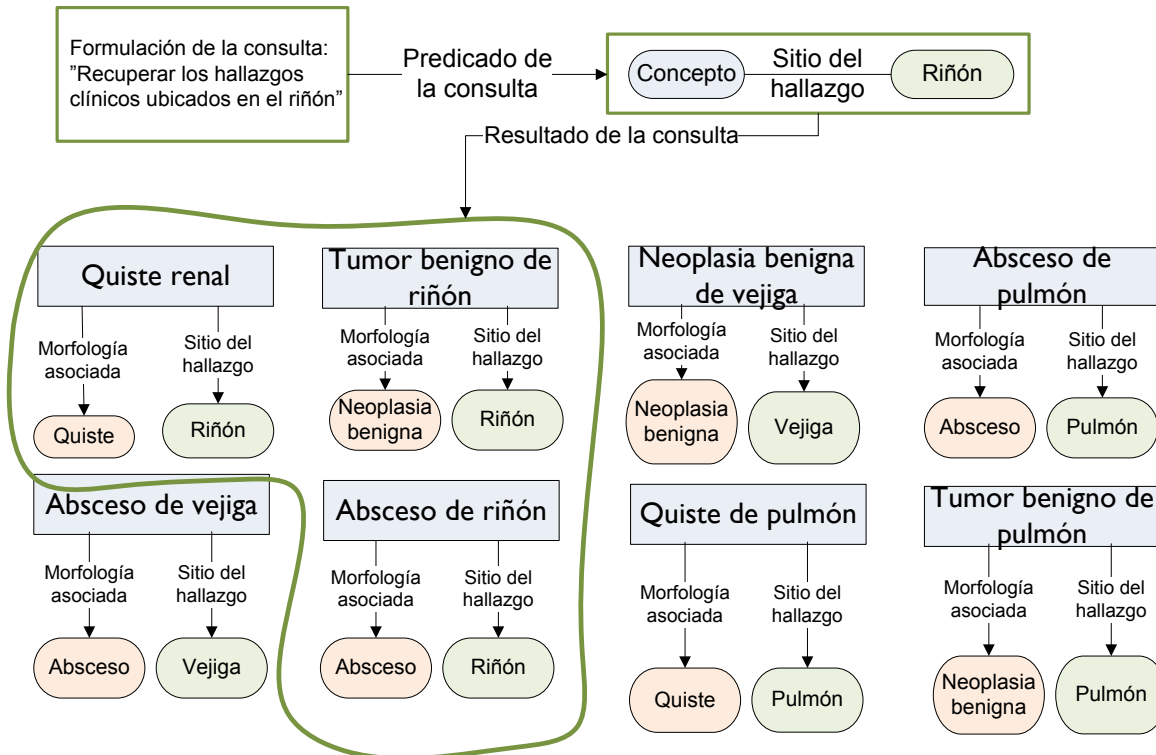 Formulación de la consulta:
”Recuperar los hallazgos
clínicos ubicados en el riñón”
Predicado de
la consulta
Concepto
Sitio del
hallazgo
Riñón
Resultado de la consulta
Quiste renal
Morfología
asociada
Sitio del
hallazgo
Quiste
Riñón
Tumor benigno de
riñón
Morfología
asociada
Sitio del
hallazgo
Neoplasia
benigna
Riñón
Neoplasia benigna
de vejiga
Morfología
asociada
Sitio del
hallazgo
Neoplasia
benigna
Vejiga
Absceso de
pulmón
Morfología
asociada
Sitio del
hallazgo
Absceso
Pulmón
Absceso de vejiga
Morfología
asociada
Sitio del
hallazgo
Absceso
Vejiga
Absceso de riñón
Morfología
asociada
Sitio del
hallazgo
Absceso
Riñón
Quiste de pulmón
Morfología
asociada
Sitio del
hallazgo
Quiste
Pulmón
Tumor benigno de
pulmón
Morfología
asociada
Sitio del
hallazgo
Neoplasia
benigna
Pulmón